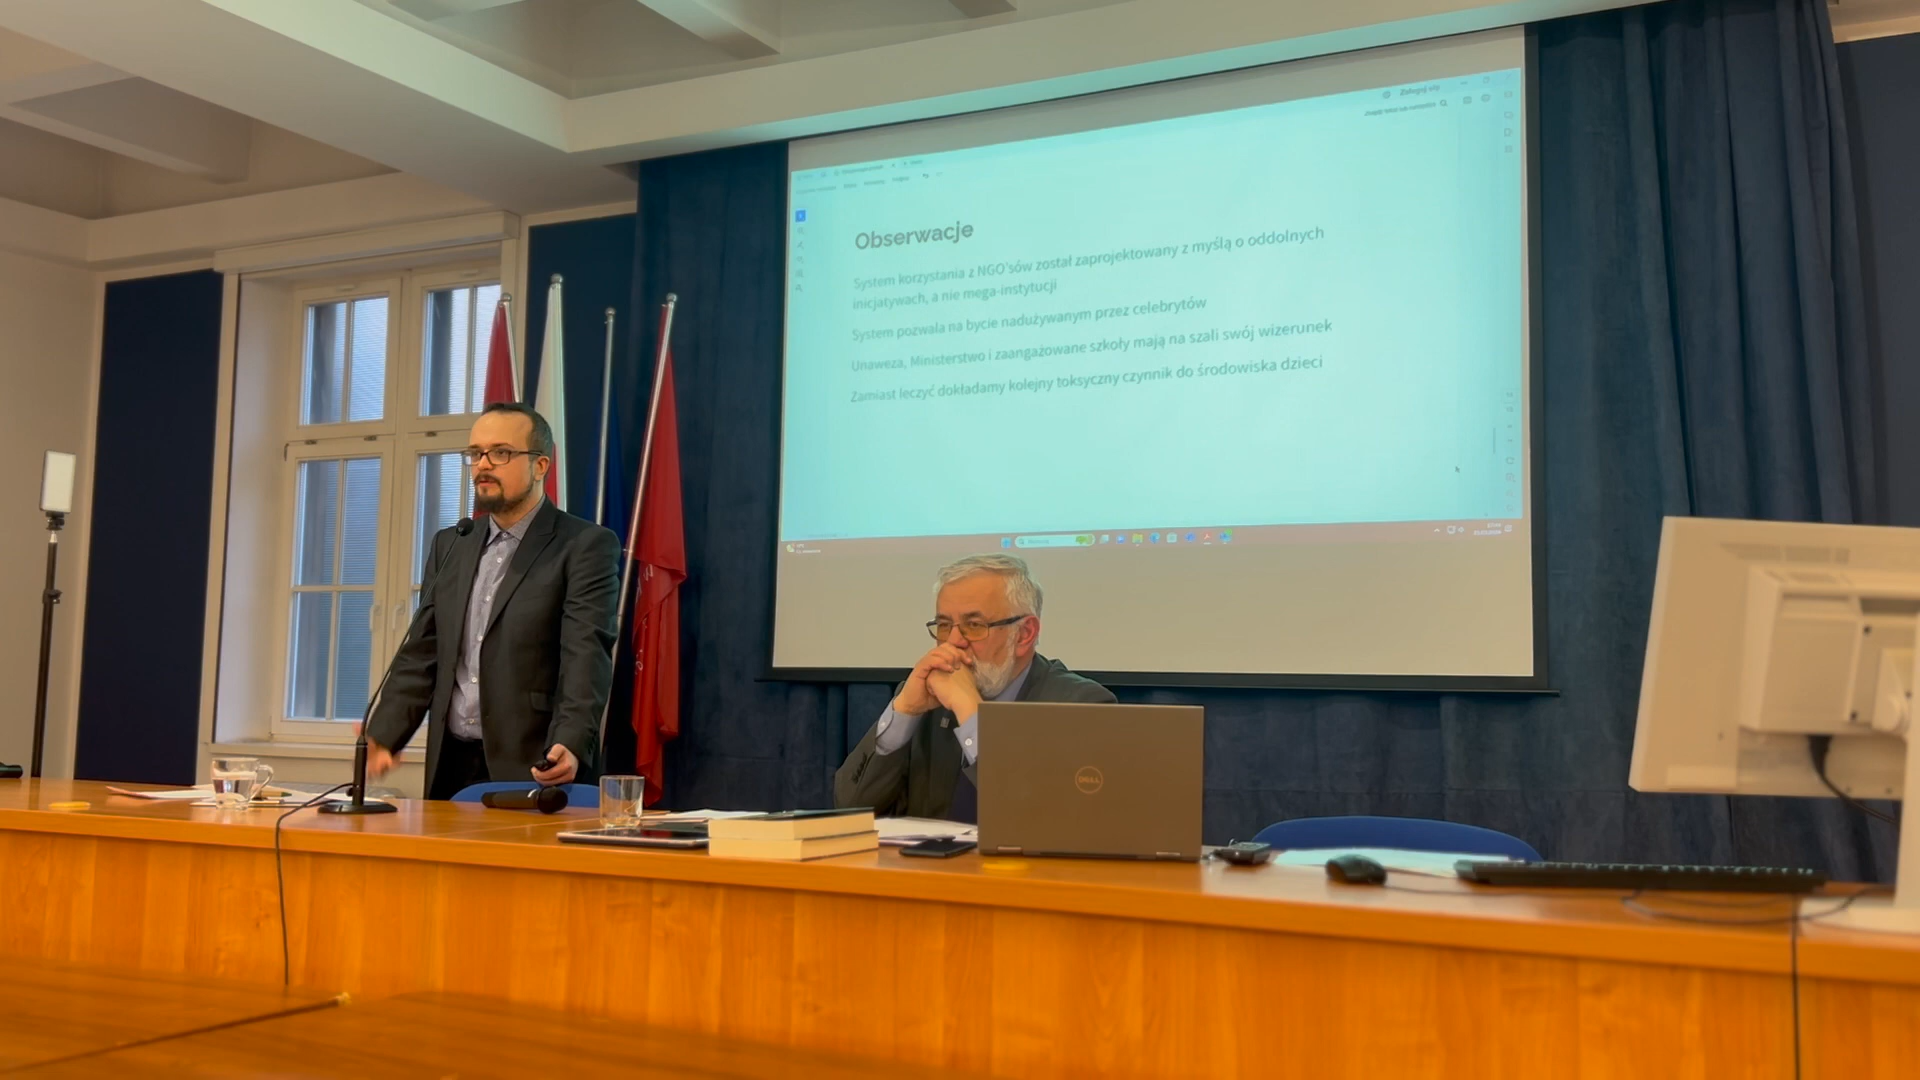 Zaloguj się
Obserwacje
System korzystania z NGO'sów został zaprojektowany z myślą o oddolnych
inicjatywach, a nie mega-instytucji
System pozwala na bycie nadużywanym przez celebrytów
Unaweza, Ministerstwo i zaangażowane szkoły mają na szali swój wizerunek
Zamiast leczyć dokładamy kolejny toksyczny czynnik do środowiska dzieci
DELL